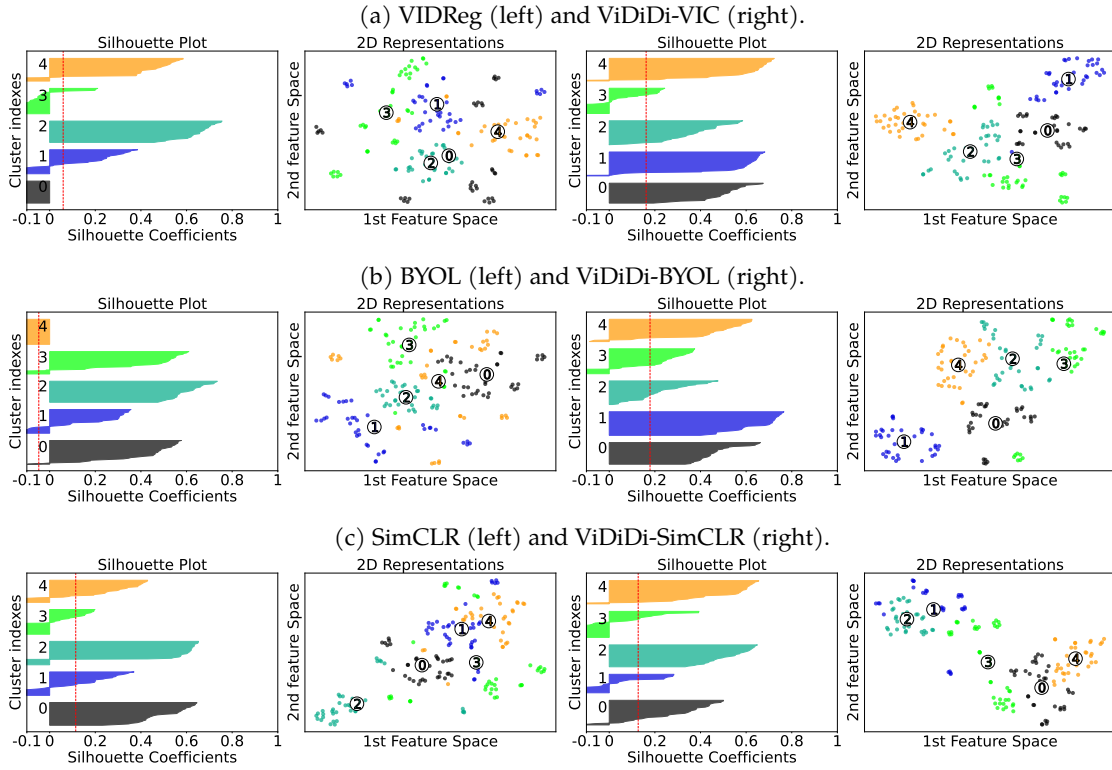 (a) VIDReg (left) and ViDiDi-VIC (right).
Silhouette Plot
2D Representations
Silhouette Plot
2D Representations
Cluster indexes
4
3
2
1
0
-0.1 0 0.2 0.4 0.6 0.8 1
Silhouette Coefficients
2nd feature Space
1
3
4
2
0
1st Feature Space
Cluster indexes
4
3
2
1
0
-0.1 0 0.2 0.4 0.6 0.8 1
Silhouette Coefficients
2nd feature Space
1
4
0
2
3
1st Feature Space
(b) BYOL (left) and ViDiDi-BYOL (right).
Silhouette Plot
2D Representations
Silhouette Plot
2D Representations
Cluster indexes
4
3
2
1
0
-0.1 0 0.2 0.4 0.6 0.8 1
Silhouette Coefficients
2nd feature Space
3
0
4
2
1
1st Feature Space
Cluster indexes
4
3
2
1
0
-0.1 0 0.2 0.4 0.6 0.8 1
Silhouette Coefficients
2nd feature Space
2
4
3
0
1
1st Feature Space
(c) SimCLR (left) and ViDiDi-SimCLR (right).
Silhouette Plot
2D Representations
Silhouette Plot
2D Representations
Cluster indexes
4
3
2
1
0
-0.1 0 0.2 0.4 0.6 0.8 1
Silhouette Coefficients
2nd feature Space
4
1
3
0
2
1st Feature Space
Cluster indexes
4
3
2
1
0
-0.1 0 0.2 0.4 0.6 0.8 1
Silhouette Coefficients
2nd feature Space
1
2
4
3
0
1st Feature Space